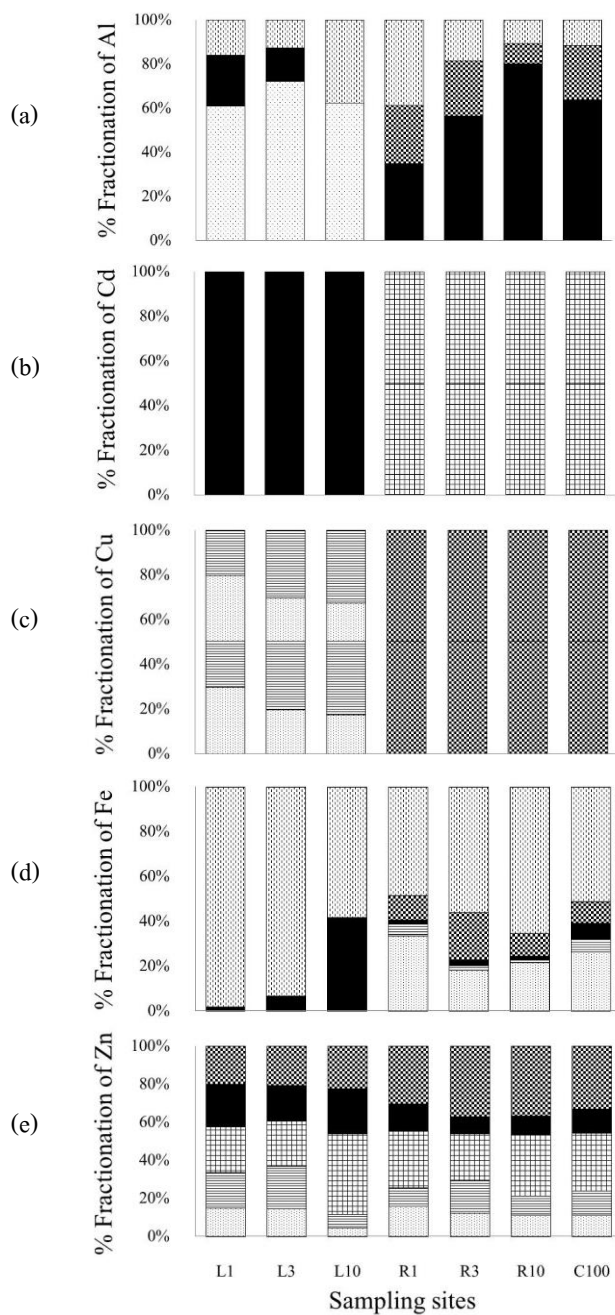 (a)
% Fractionation of Al
100%
80%
60%
40%
20%
0%
(b)
% Fractionation of Cd
100%
80%
60%
40%
20%
0%
(c)
% Fractionation of Cu
100%
80%
60%
40%
20%
0%
(d)
% Fractionation of Fe
100%
80%
60%
40%
20%
0%
(e)
% Fractionation of Zn
100%
80%
60%
40%
20%
0%
L1 L3 L10 R1 R3 R10 C100
Sampling sites